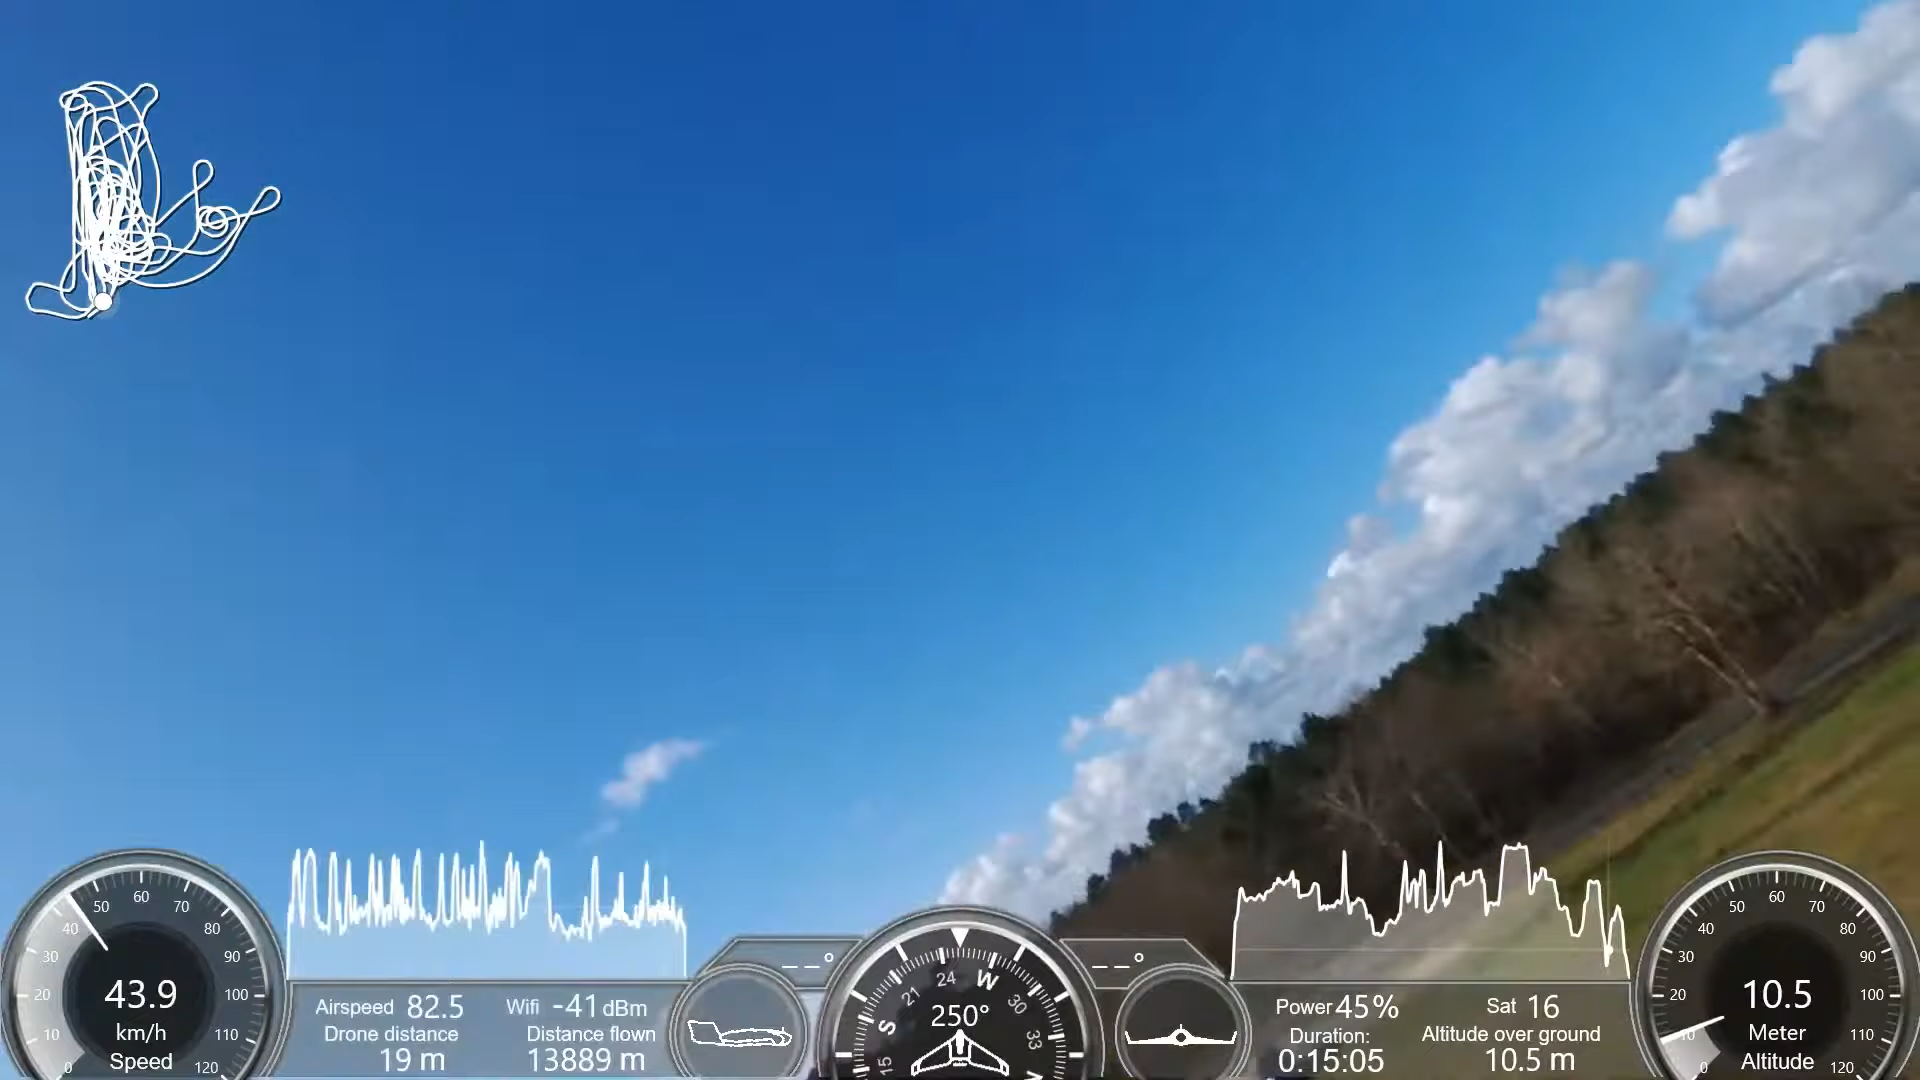 0 10 20 30 40 50 60 70 80 90 100 110 120
43.9
km/h
Speed
Airspeed 82.5 Wifi -41 dBm
Drone distance Distance flown
19 m 13889 m
--° --°
15 S 21 24 W 30 33
250°
Power 45% Sat 16
Duration: Altitude over ground
0:15:05 10.5 m
0 10 20 30 40 50 60 70 80 90 100 110 120
10.5
Meter
Altitude